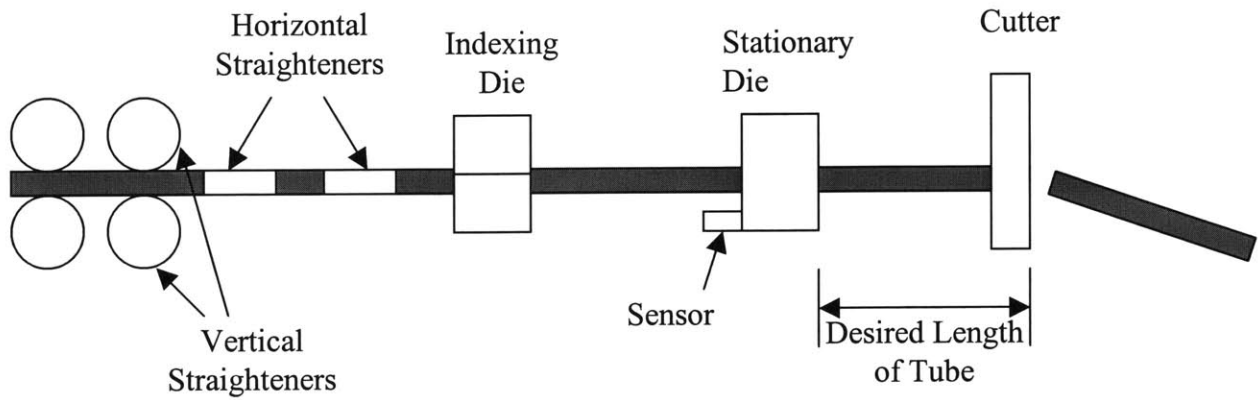 Horizontal
Straighteners
Indexing
Die
Stationary
Die
Cutter
Sensor
Vertical
Straighteners
Desired Length
of Tube